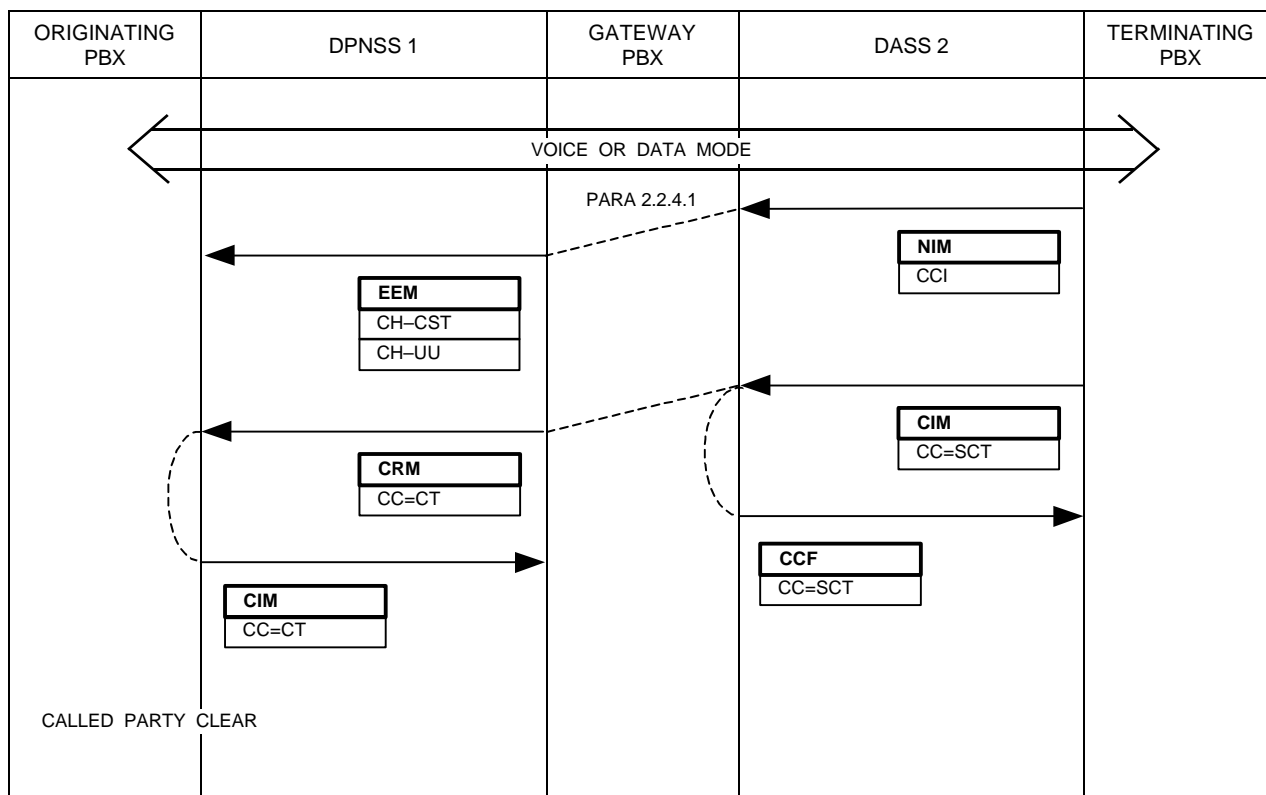 ORIGINATING
PBX
DPNSS 1
GATEWAY
PBX
DASS 2
TERMINATING
PBX
VOICE OR DATA MODE
PARA 2.2.4.1
NIM
CCI
EEM
CH–CST
CH–UU
CIM
CC=SCT
CRM
CC=CT
CCF
CC=SCT
CIM
CC=CT
CALLED PARTY CLEAR